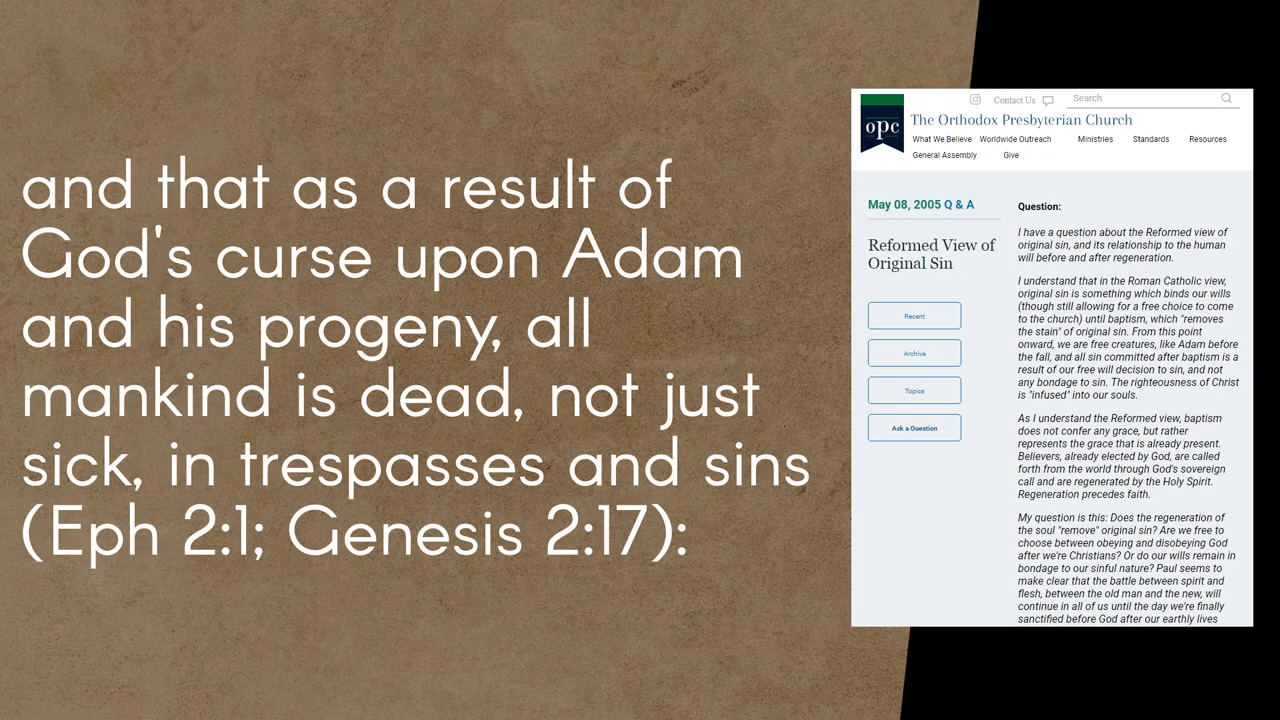 and that as a result of
God's curse upon Adam
and his progeny, all
mankind is dead, not just
sick, in trespasses and sins
(Eph 2:1; Genesis 2:17):
Contact Us
Search
opc
The Orthodox Presbyterian Church
What We Believe Worldwide Outreach Ministries Standards Resources
General Assembly Give
May 08, 2005 Q & A
Reformed View of
Original Sin
Recent
Archive
Topics
Ask a Question
Question:
I have a question about the Reformed view of
original sin, and its relationship to the human
will before and after regeneration.
I understand that in the Roman Catholic view,
original sin is something which binds our wills
(though still allowing for a free choice to come
to the church) until baptism, which "removes
the stain" of original sin. From this point
onward, we are free creatures, like Adam before
the fall, and all sin committed after baptism is a
result of our free will decision to sin, and not
any bondage to sin. The righteousness of Christ
is "infused" into our souls.
As I understand the Reformed view, baptism
does not confer any grace, but rather
represents the grace that is already present.
Believers, already elected by God, are called
forth from the world through God's sovereign
call and are regenerated by the Holy Spirit.
Regeneration precedes faith.
My question is this: Does the regeneration of
the soul "remove" original sin? Are we free to
choose between obeying and disobeying God
after we're Christians? Or do our wills remain in
bondage to our sinful nature? Paul seems to
make clear that the battle between spirit and
flesh, between the old man and the new, will
continue in all of us until the day we're finally
sanctified before God after our earthly lives